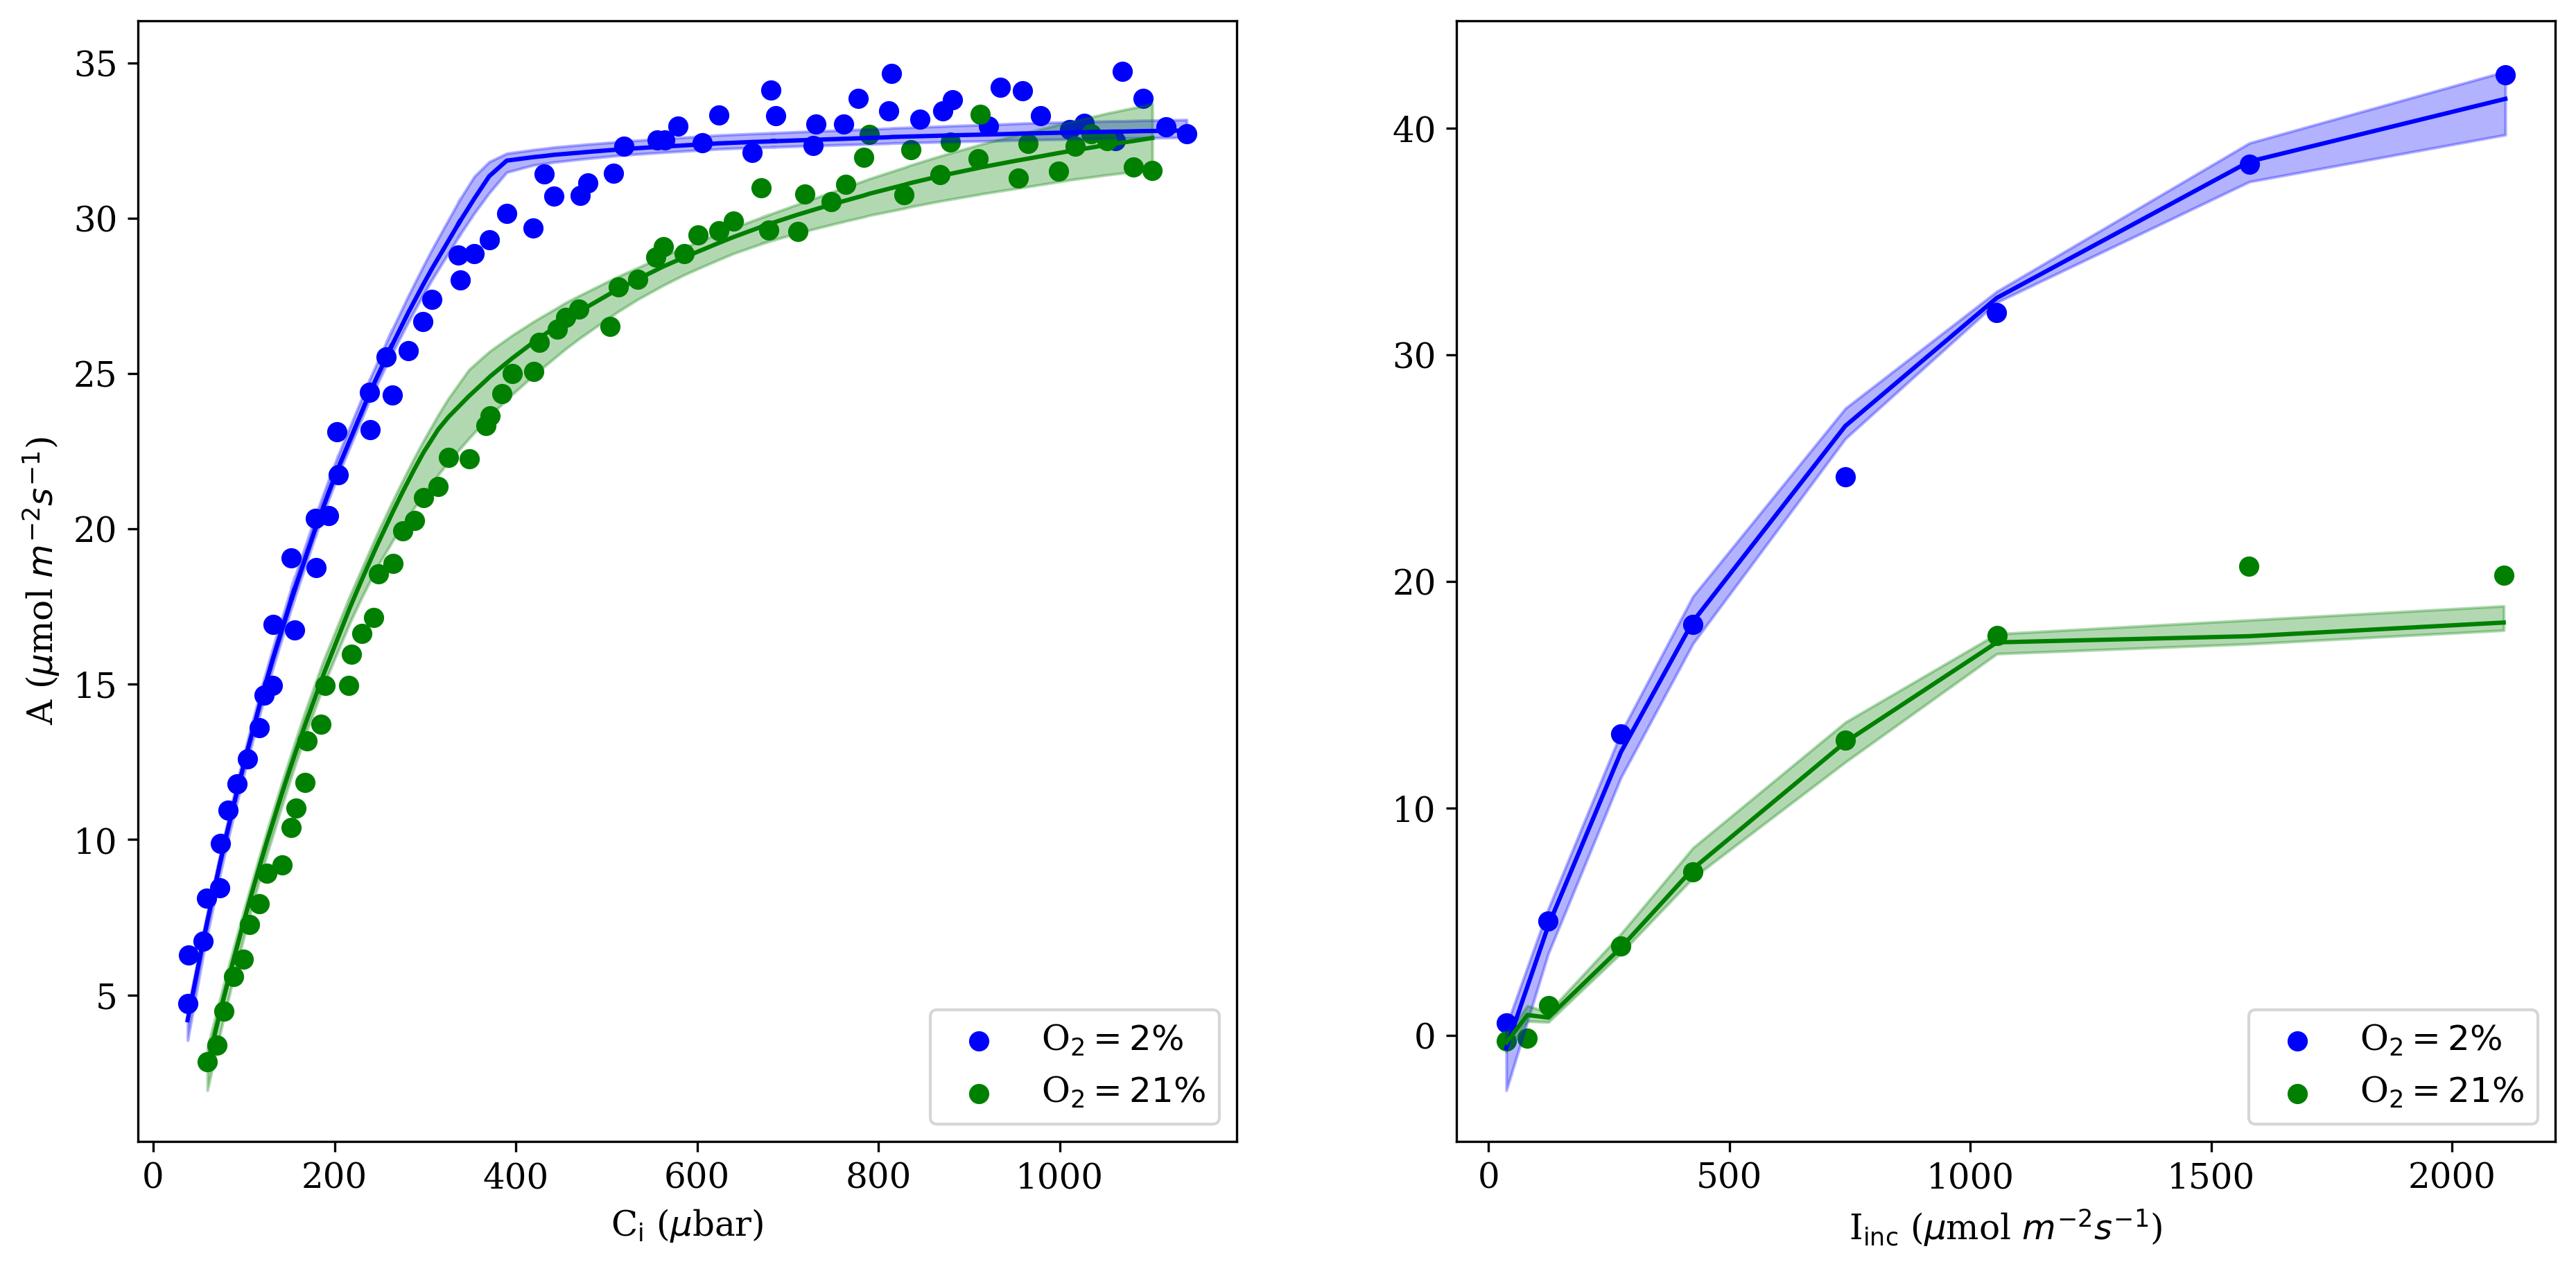 35
30
25
20
15
10
5
A (μmol m⁻²s⁻¹)
0 200 400 600 800 1000
Cᵢ (μbar)
O₂ = 2%
O₂ = 21%
40
30
20
10
0
0 500 1000 1500 2000
I_inc (μmol m⁻²s⁻¹)
O₂ = 2%
O₂ = 21%